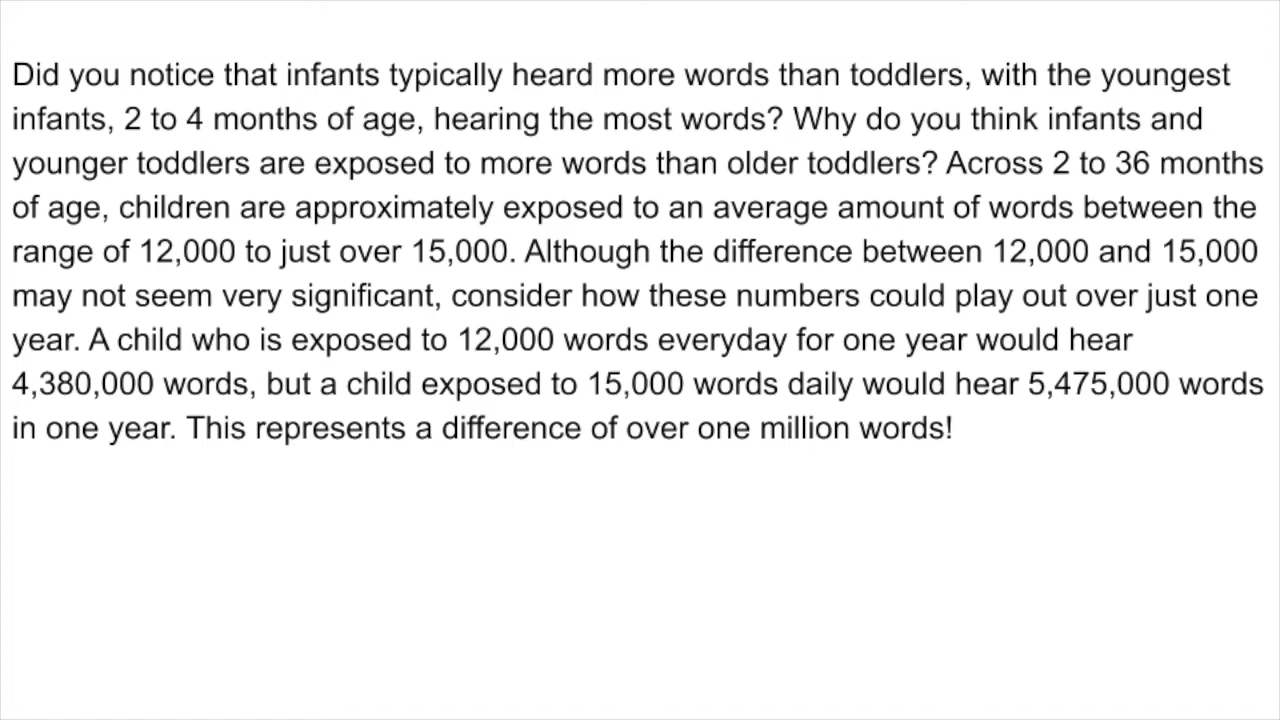 Did you notice that infants typically heard more words than toddlers, with the youngest
infants, 2 to 4 months of age, hearing the most words? Why do you think infants and
younger toddlers are exposed to more words than older toddlers? Across 2 to 36 months
of age, children are approximately exposed to an average amount of words between the
range of 12,000 to just over 15,000. Although the difference between 12,000 and 15,000
may not seem very significant, consider how these numbers could play out over just one
year. A child who is exposed to 12,000 words everyday for one year would hear
4,380,000 words, but a child exposed to 15,000 words daily would hear 5,475,000 words
in one year. This represents a difference of over one million words!